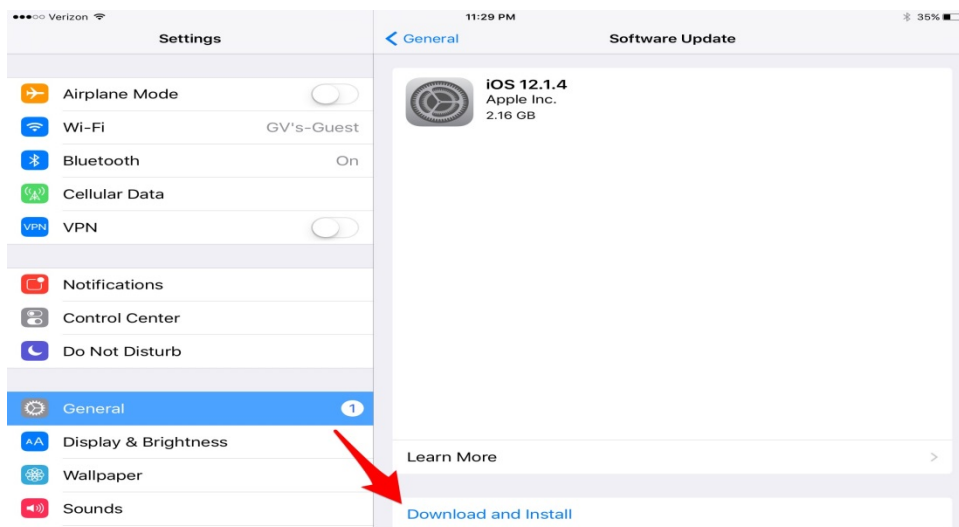 Verizon 11:29 PM 35%
Settings
General Software Update
Airplane Mode
Wi-Fi GV's-Guest
Bluetooth On
Cellular Data
VPN VPN
Notifications
Control Center
Do Not Disturb
General 1
AA Display & Brightness
Wallpaper
Sounds
iOS 12.1.4
Apple Inc.
2.16 GB
Learn More
Download and Install